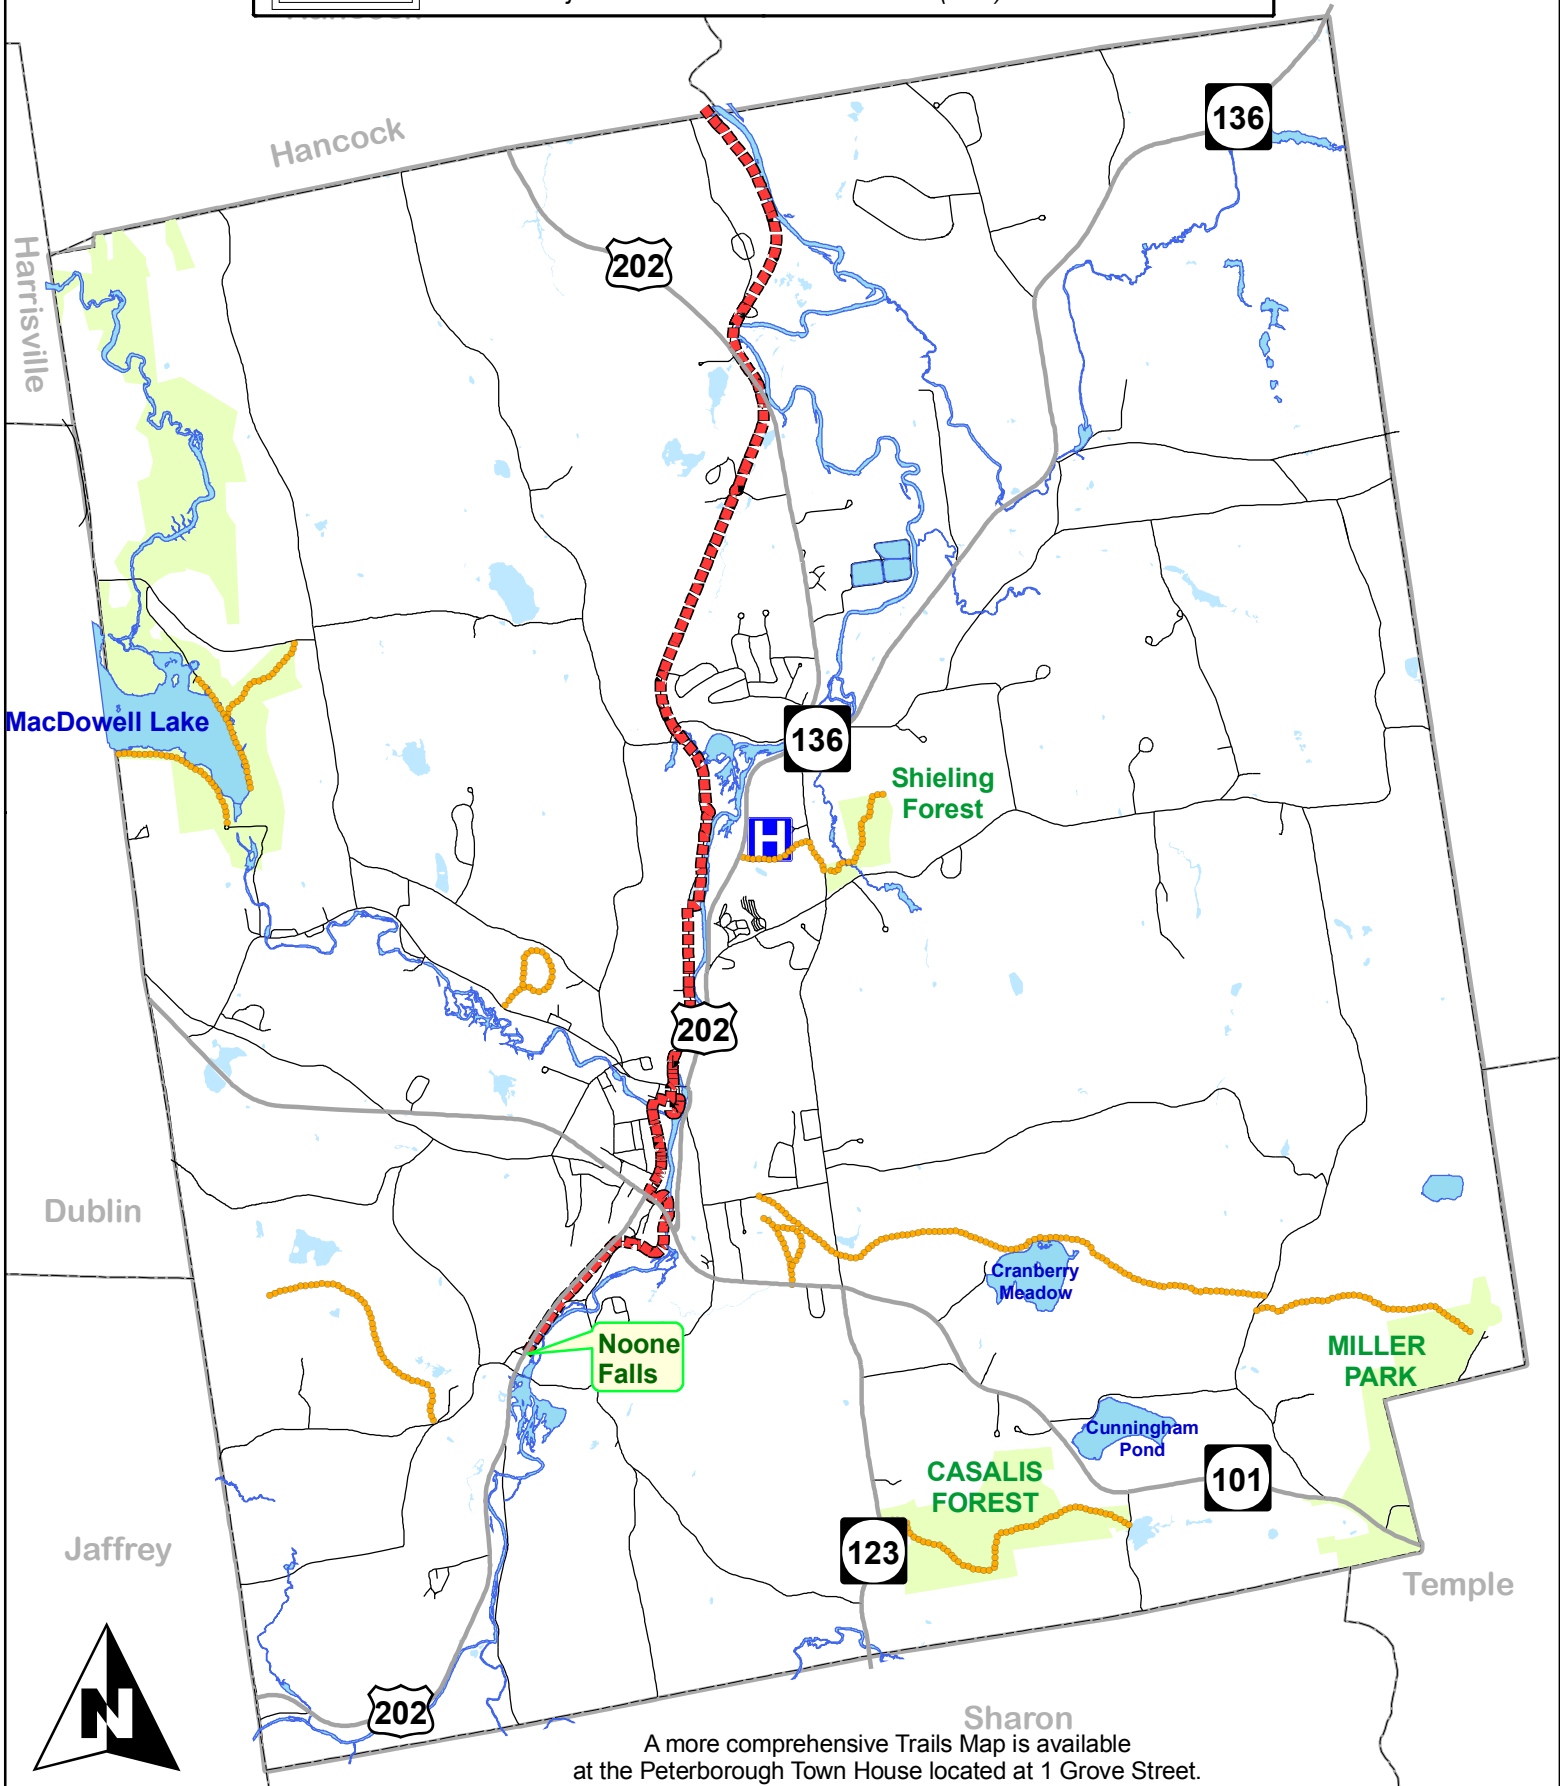 Hancock
136
202
Harrisville
MacDowell Lake
136
Shieling
Forest
H
202
Dublin
Cranberry
Meadow
Noone
Falls
MILLER
PARK
Cunningham
Pond
CASALIS
FOREST
101
123
Jaffrey
Temple
N
202
Sharon
A more comprehensive Trails Map is available
at the Peterborough Town House located at 1 Grove Street.